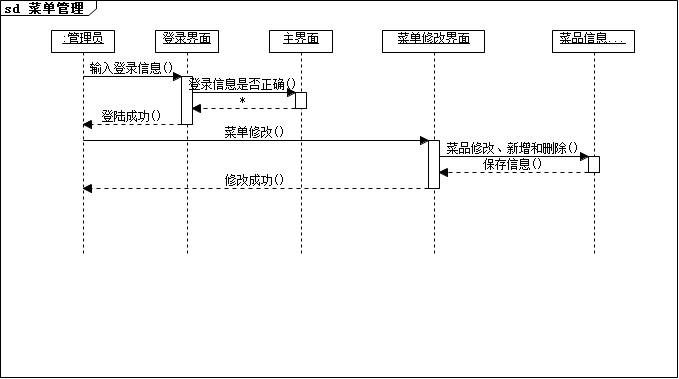 sd 菜单管理
:管理员
登录界面
主界面
菜单修改界面
菜品信息...
输入登录信息()
登录信息是否正确()
*
登陆成功()
菜单修改()
菜品修改、新增和删除()
保存信息()
修改成功()